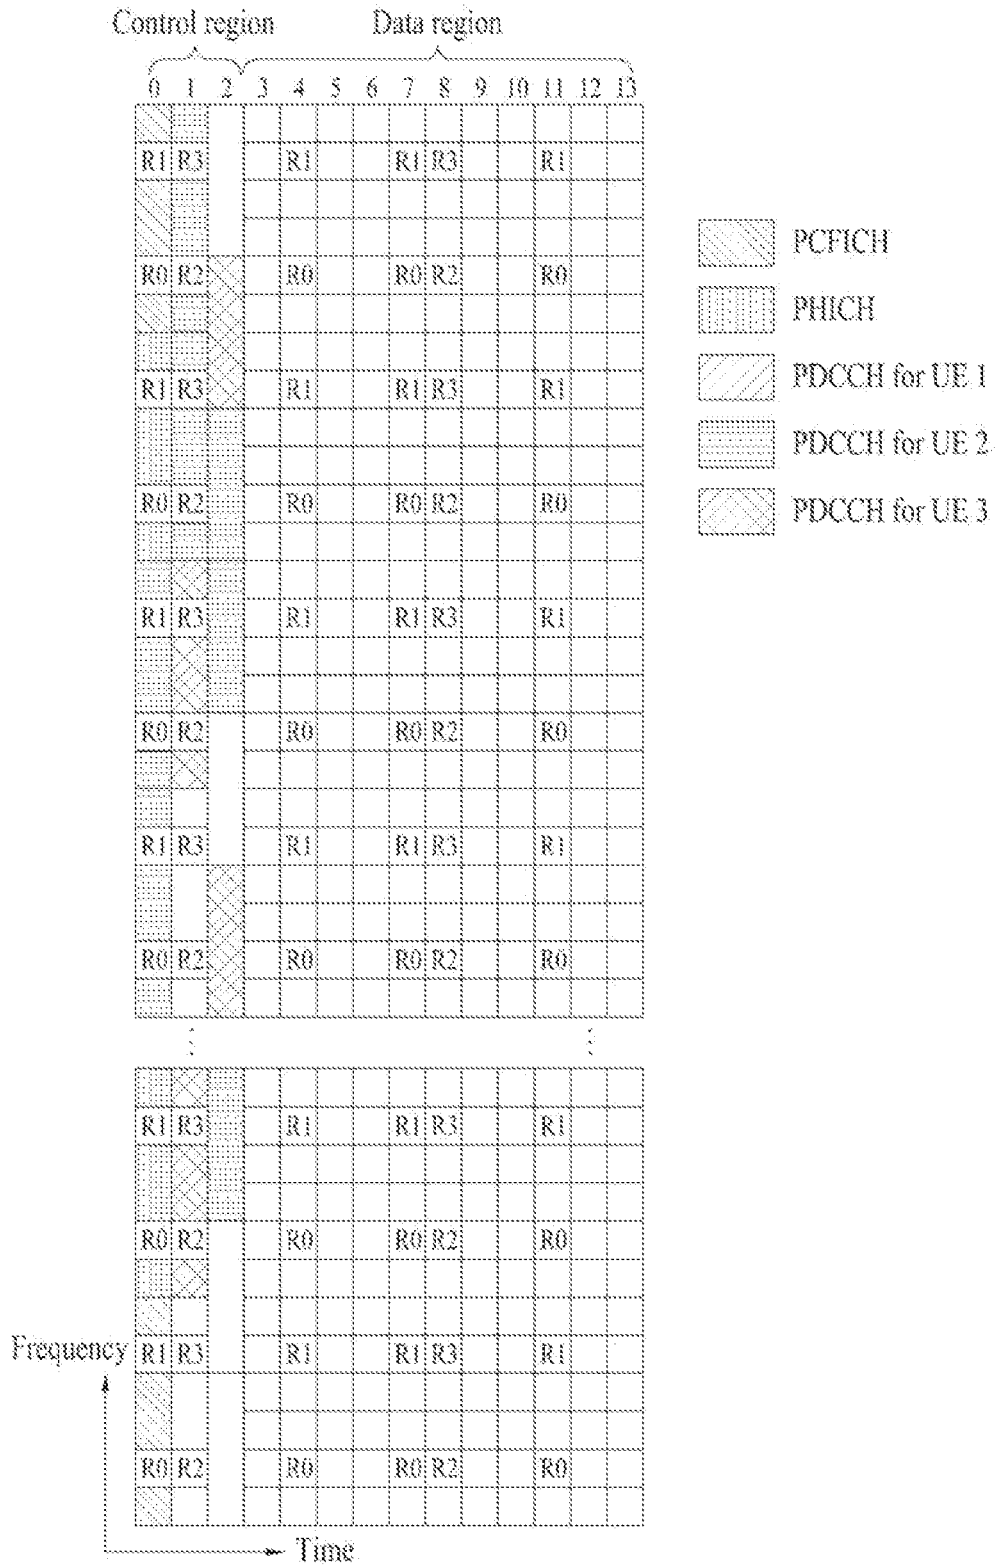 Control region Data region
0 1 2 3 4 5 6 7 8 9 10 11 12 13
R1 R3 R1 R1 R3 R1
R0 R2 R0 R0 R2 R0
R1 R3 R1 R1 R3 R1
R0 R2 R0 R0 R2 R0
R1 R3 R1 R1 R3 R1
R0 R2 R0 R0 R2 R0
R1 R3 R1 R1 R3 R1
R0 R2 R0 R0 R2 R0
R1 R3 R1 R1 R3 R1
R0 R2 R0 R0 R2 R0
R1 R3 R1 R1 R3 R1
R0 R2 R0 R0 R2 R0
PCFICH
PHICH
PDCCH for UE 1
PDCCH for UE 2
PDCCH for UE 3
Frequency
Time